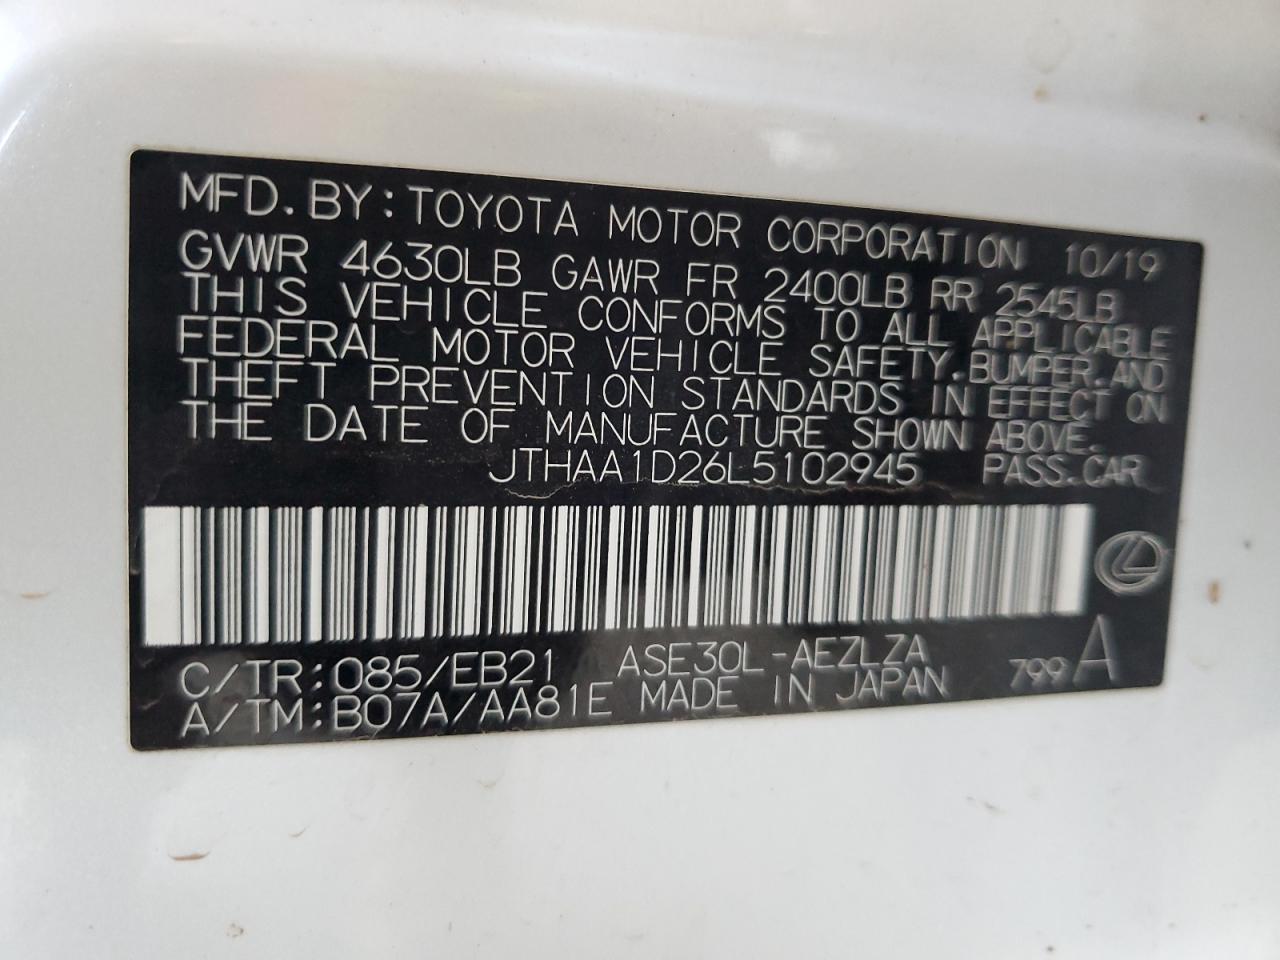 MFD. BY: TOYOTA MOTOR CORPORATION 10/19
GVWR 4630LB GAWR FR 2400LB RR 2545LB
THIS VEHICLE CONFORMS TO ALL APPLICABLE
FEDERAL MOTOR VEHICLE SAFETY, BUMPER, AND
THEFT PREVENTION STANDARDS IN EFFECT ON
THE DATE OF MANUFACTURE SHOWN ABOVE.
JTHAA1D26L5102945 PASS. CAR
C/TR: 085/EB21 ASE30L-AEZLZA 799 A
A/TM: B07A/AA81E MADE IN JAPAN